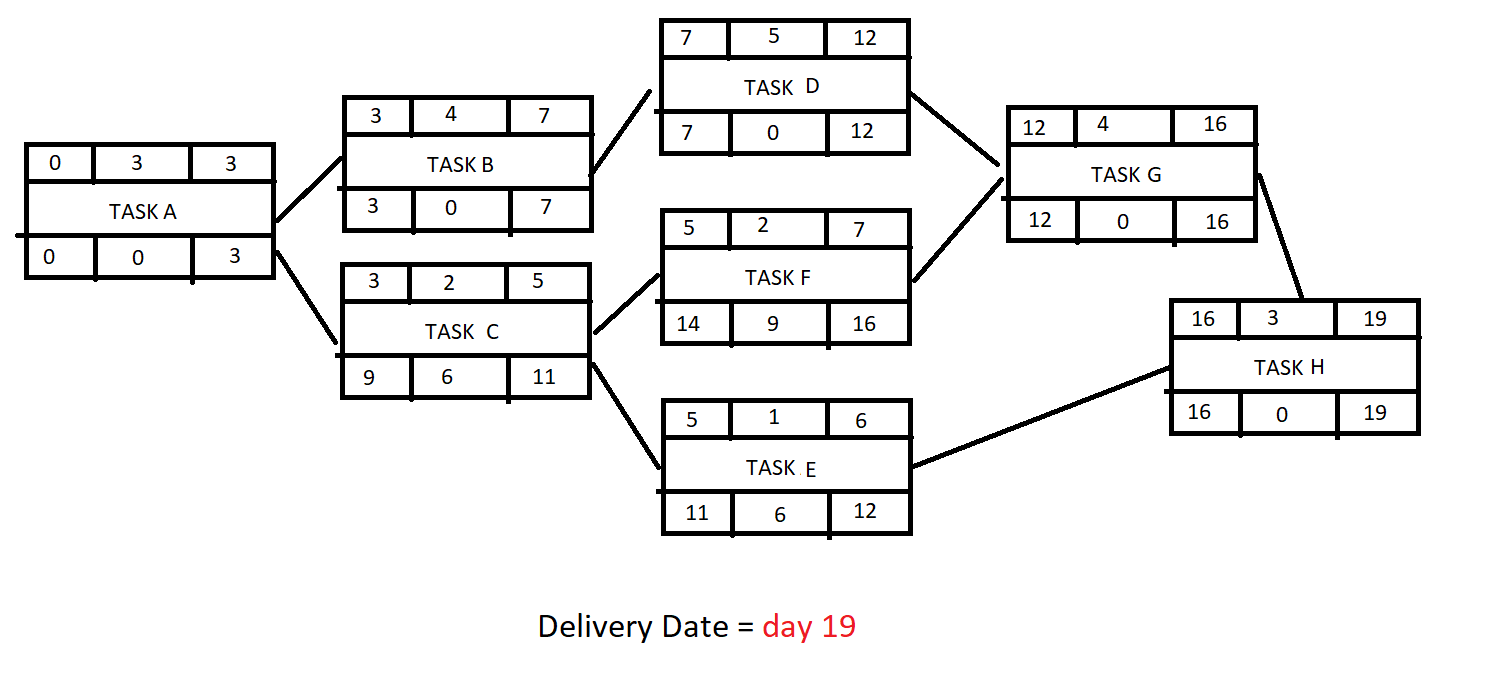 0 3 3
TASK A
0 0 3
3 4 7
TASK B
3 0 7
3 2 5
TASK C
9 6 11
7 5 12
TASK D
7 0 12
5 2 7
TASK F
14 9 16
5 1 6
TASK E
11 6 12
12 4 16
TASK G
12 0 16
16 3 19
TASK H
16 0 19
Delivery Date = day 19